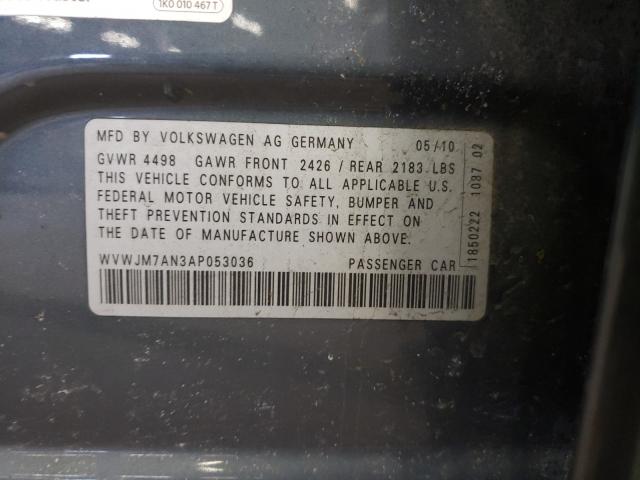 1K0 010 467 T
MFD BY VOLKSWAGEN AG GERMANY 05/10
GVWR 4498 GAWR FRONT 2426 / REAR 2183 LBS
THIS VEHICLE CONFORMS TO ALL APPLICABLE U.S.
FEDERAL MOTOR VEHICLE SAFETY, BUMPER AND
THEFT PREVENTION STANDARDS IN EFFECT ON
THE DATE OF MANUFACTURE SHOWN ABOVE.
WVWJM7AN3AP053036 PASSENGER CAR
1850222 1087 02